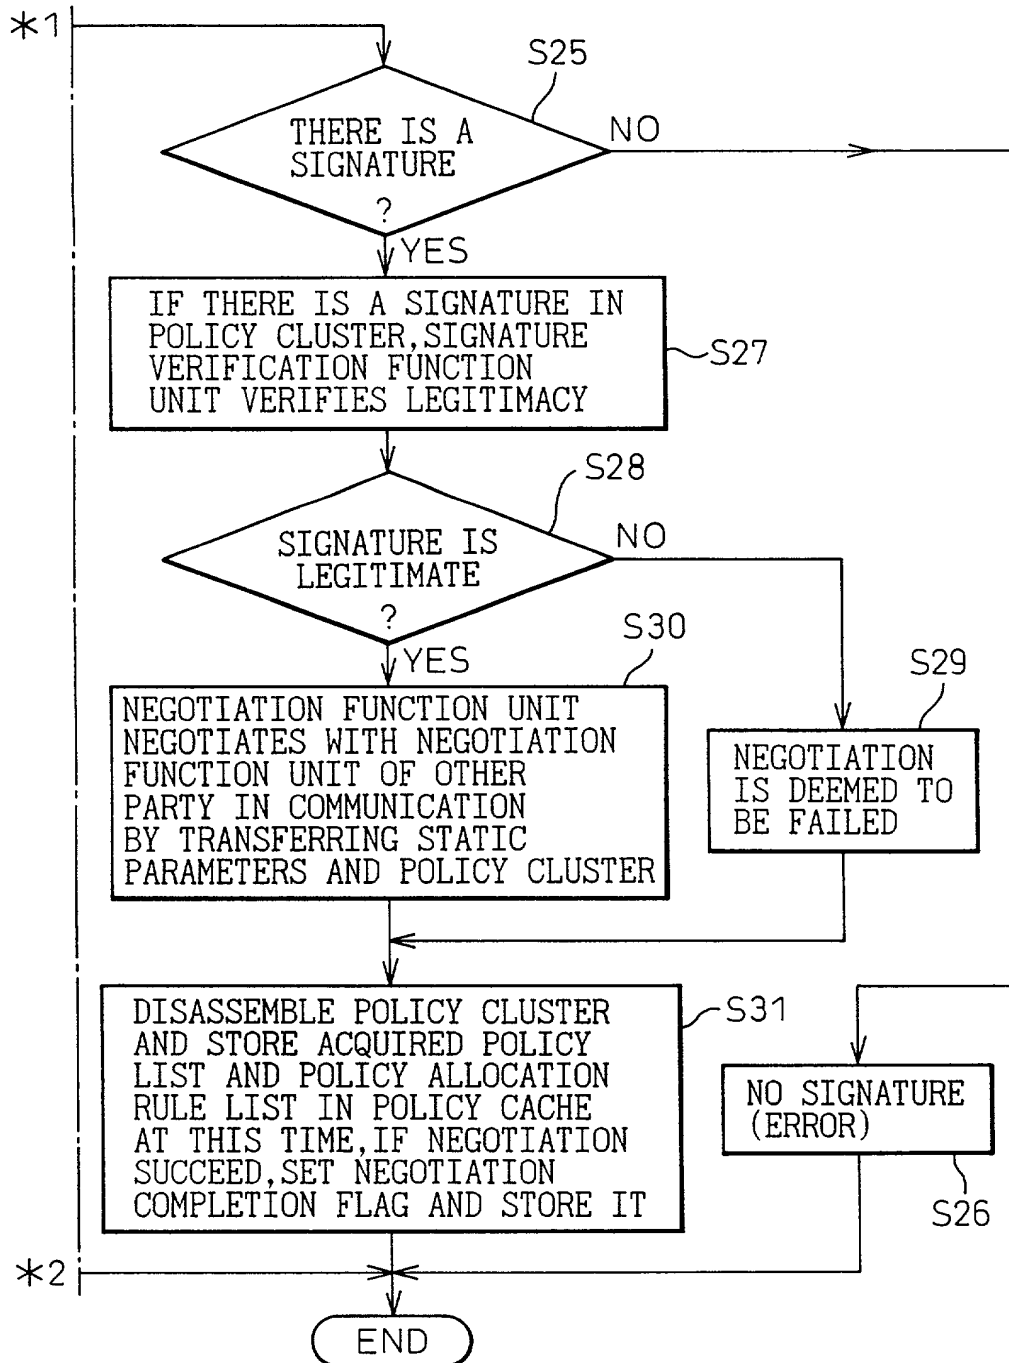 *1
S25
THERE IS A
SIGNATURE
?
NO
YES
IF THERE IS A SIGNATURE IN
POLICY CLUSTER,SIGNATURE
VERIFICATION FUNCTION
UNIT VERIFIES LEGITIMACY
S27
S28
SIGNATURE IS
LEGITIMATE
?
NO
YES
S30
NEGOTIATION FUNCTION UNIT
NEGOTIATES WITH NEGOTIATION
FUNCTION UNIT OF OTHER
PARTY IN COMMUNICATION
BY TRANSFERRING STATIC
PARAMETERS AND POLICY CLUSTER
S29
NEGOTIATION
IS DEEMED TO
BE FAILED
DISASSEMBLE POLICY CLUSTER
AND STORE ACQUIRED POLICY
LIST AND POLICY ALLOCATION
RULE LIST IN POLICY CACHE
AT THIS TIME,IF NEGOTIATION
SUCCEED,SET NEGOTIATION
COMPLETION FLAG AND STORE IT
S31
NO SIGNATURE
(ERROR)
S26
*2
END